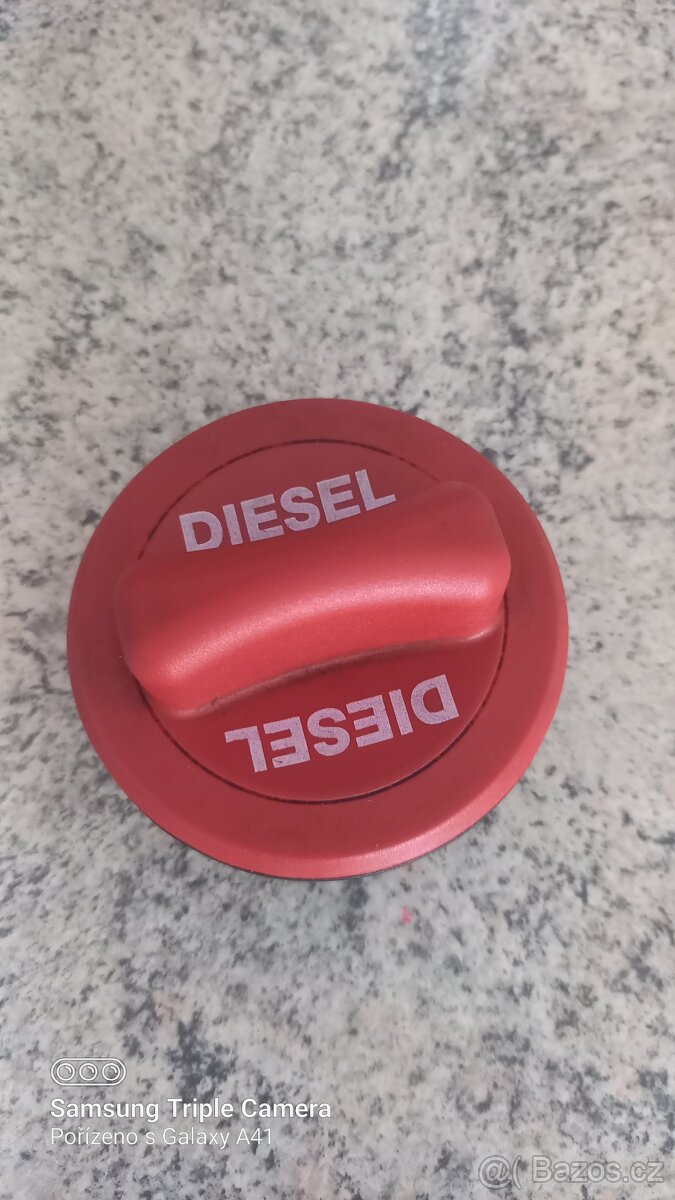 DIESEL
DIESEL
Samsung Triple Camera
Pořízeno s Galaxy A41
@( Bazos.cz